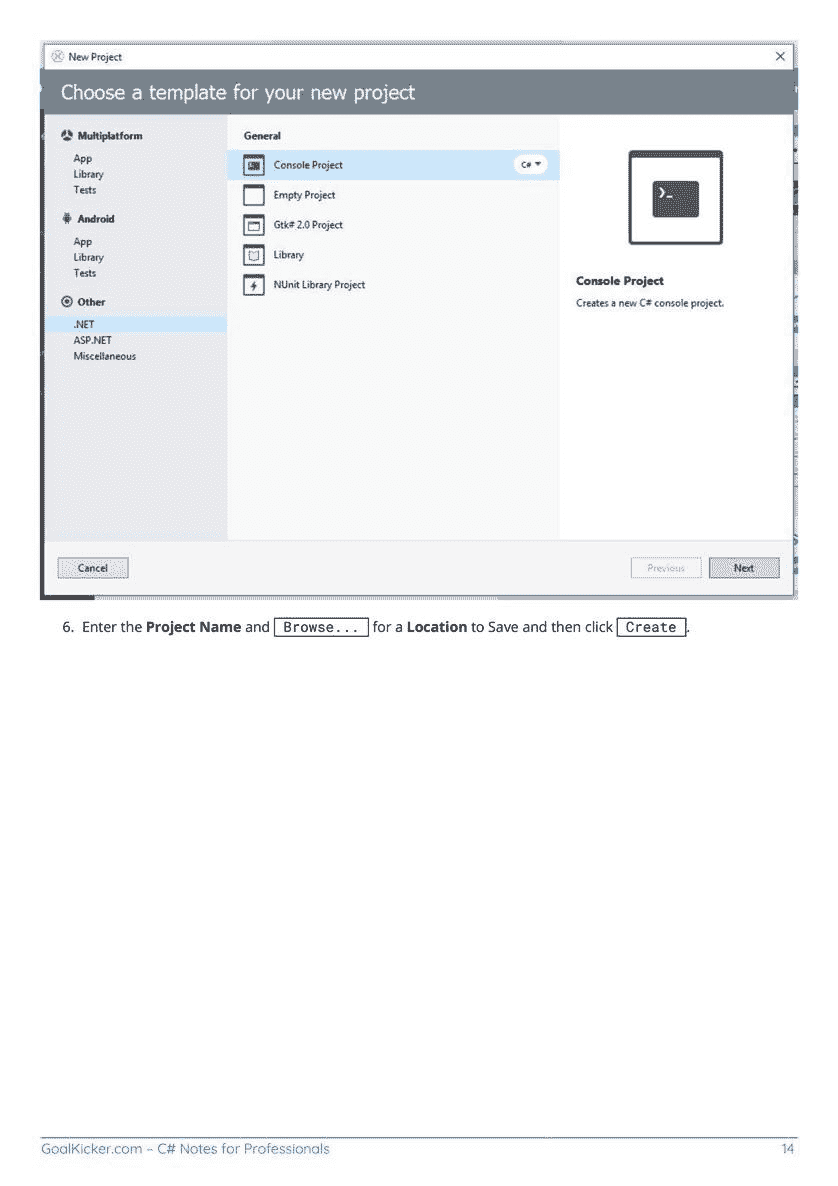 New Project
Choose a template for your new project
Multiplatform
App
Library
Tests
Android
App
Library
Tests
Other
.NET
ASP.NET
Miscellaneous
General
Console Project
C#
Empty Project
Gtk# 2.0 Project
Library
NUnit Library Project
Console Project
Creates a new C# console project.
Cancel
Previous
Next
6. Enter the Project Name and Browse... for a Location to Save and then click Create.
GoalKicker.com – C# Notes for Professionals
14